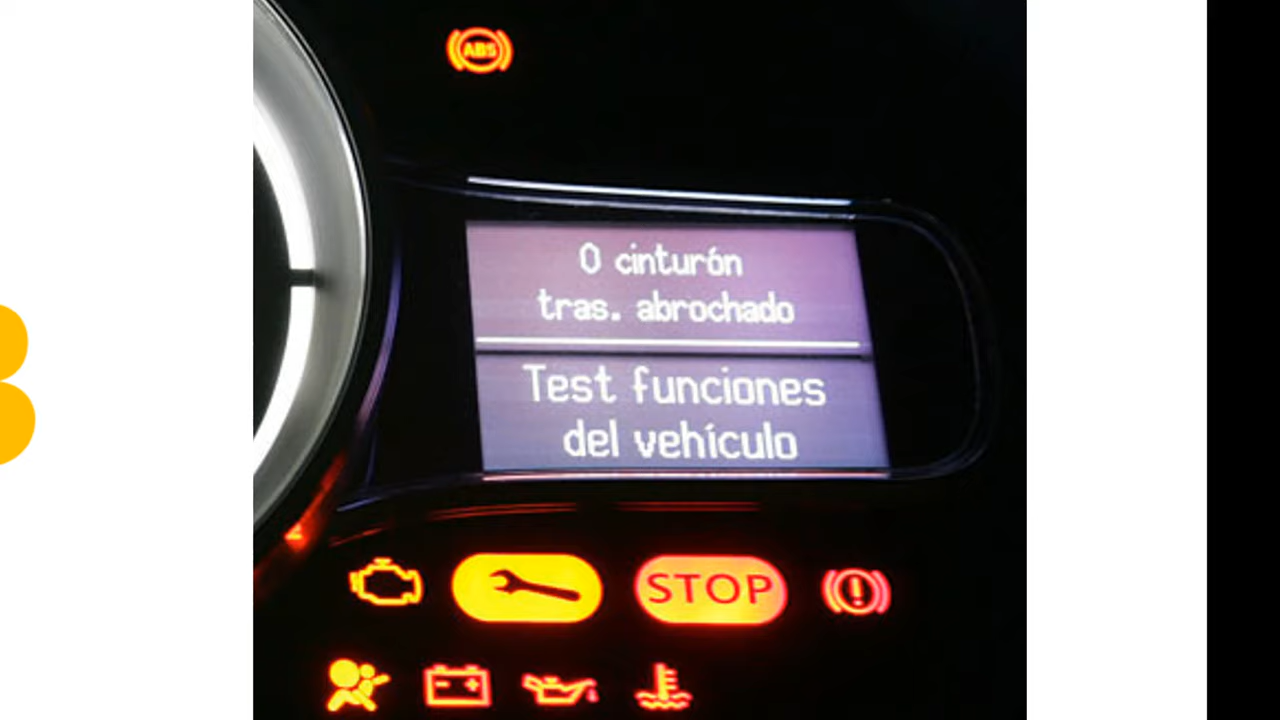 ABS
0 cinturón
tras. abrochado
Test funciones
del vehículo
STOP